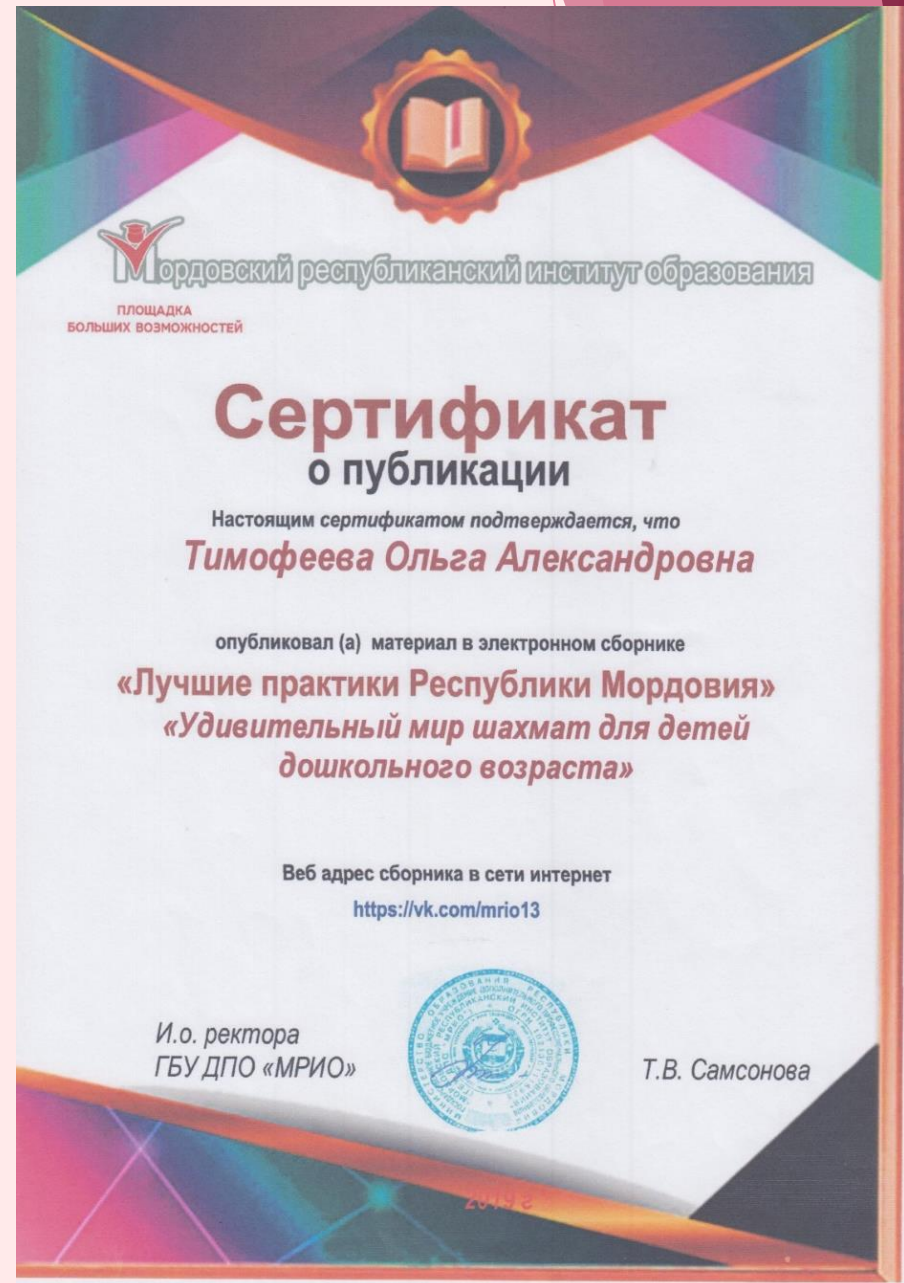 Мордовский республиканский институт образования
ПЛОЩАДКА
БОЛЬШИХ ВОЗМОЖНОСТЕЙ
Сертификат
о публикации
Настоящим сертификатом подтверждается, что
Тимофеева Ольга Александровна
опубликовал (а) материал в электронном сборнике
«Лучшие практики Республики Мордовия»
«Удивительный мир шахмат для детей
дошкольного возраста»
Веб адрес сборника в сети интернет
https://vk.com/mrio13
И.о. ректора
ГБУ ДПО «МРИО»
Т.В. Самсонова
2019 г